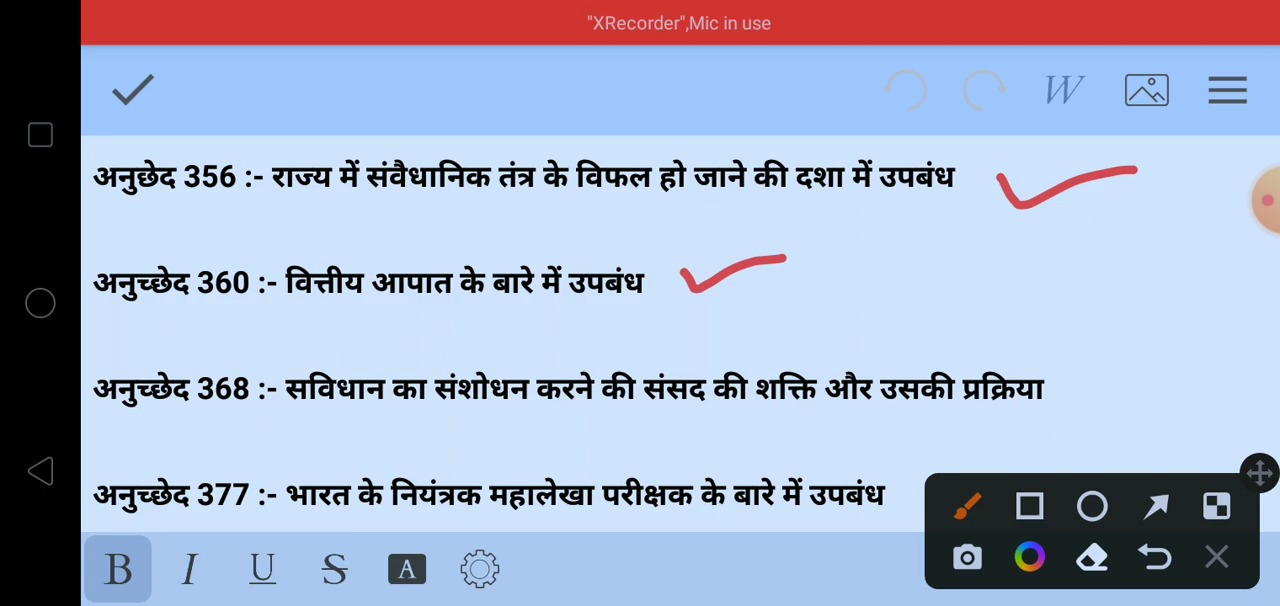 "XRecorder",Mic in use
W
अनुछेद 356 :- राज्य में संवैधानिक तंत्र के विफल हो जाने की दशा में उपबंध
अनुच्छेद 360 :- वित्तीय आपात के बारे में उपबंध
अनुच्छेद 368 :- सविधान का संशोधन करने की संसद की शक्ति और उसकी प्रक्रिया
अनुच्छेद 377 :- भारत के नियंत्रक महालेखा परीक्षक के बारे में उपबंध
B I U S A